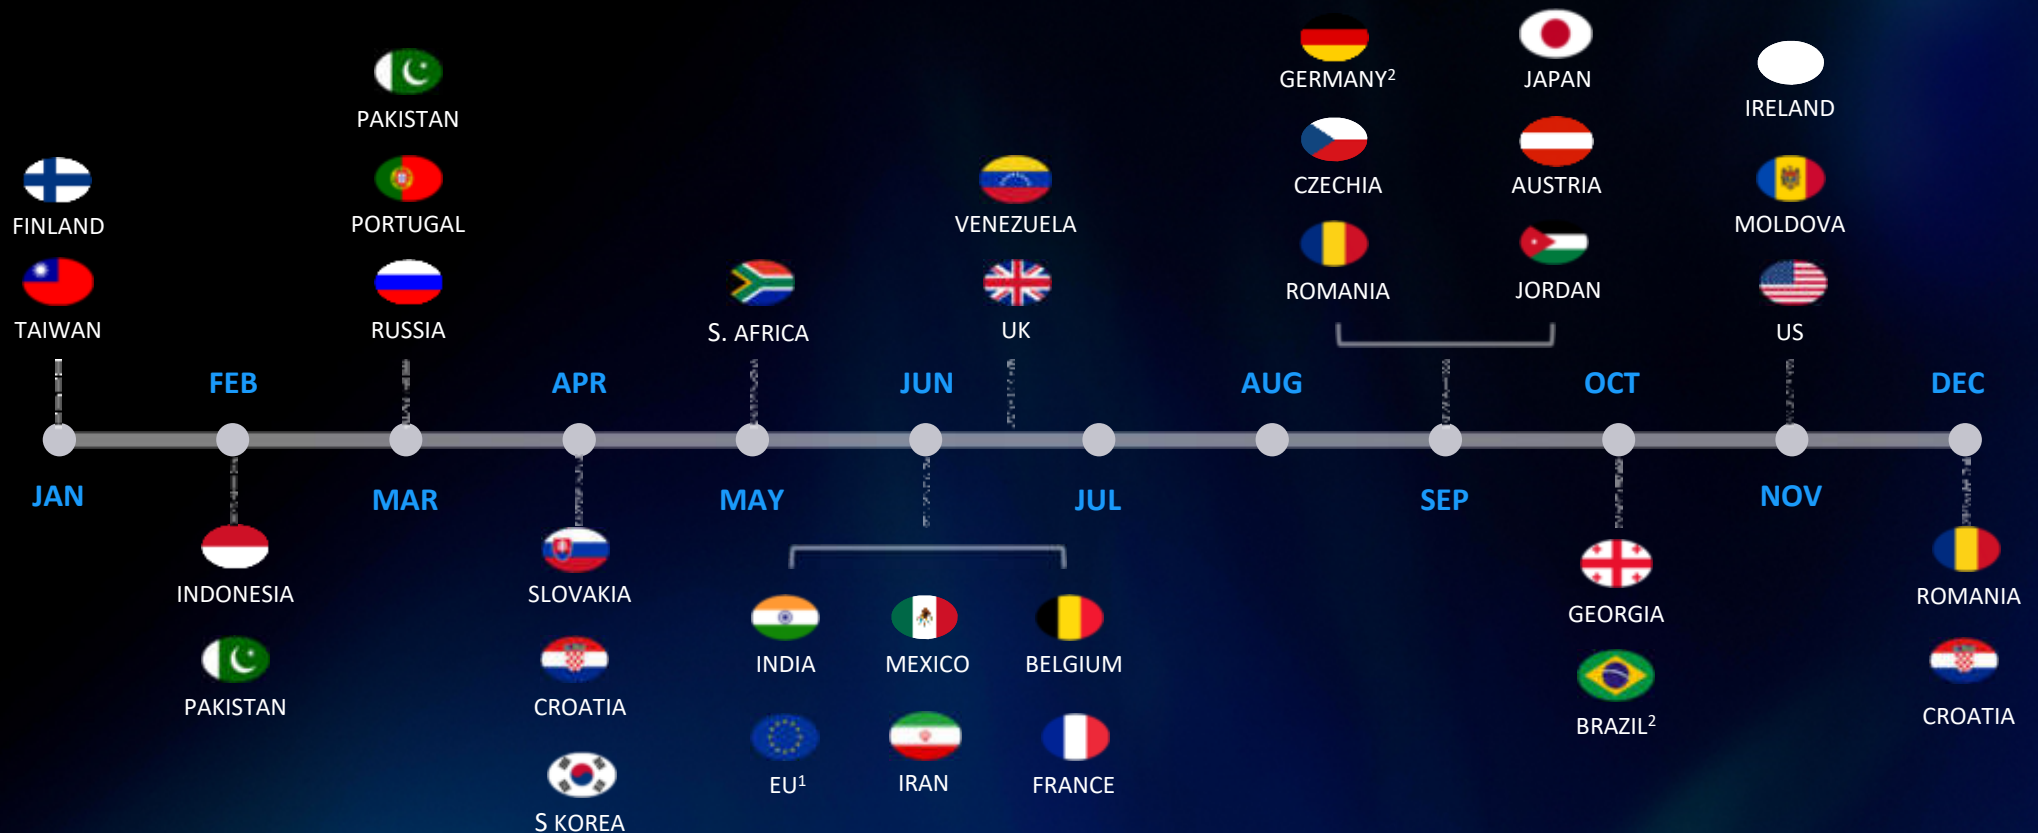 GERMANY²
JAPAN
IRELAND
PAKISTAN
CZECHIA
AUSTRIA
MOLDOVA
FINLAND
PORTUGAL
VENEZUELA
ROMANIA
JORDAN
TAIWAN
RUSSIA
S. AFRICA
UK
US
FEB
APR
JUN
AUG
OCT
DEC
JAN
MAR
MAY
JUL
SEP
NOV
INDONESIA
SLOVAKIA
GEORGIA
ROMANIA
PAKISTAN
CROATIA
INDIA
MEXICO
BELGIUM
BRAZIL²
CROATIA
S KOREA
EU¹
IRAN
FRANCE